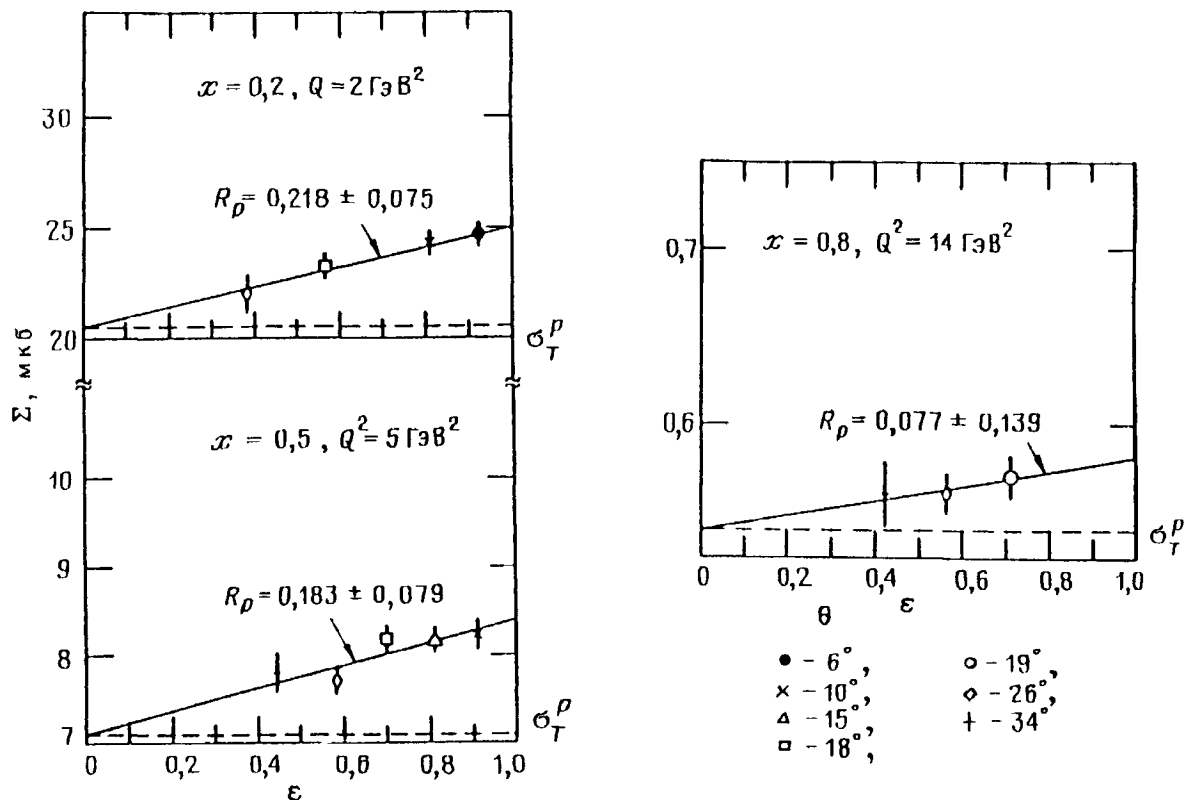 Σ, мкб
x = 0,2, Q = 2 ГэВ²
30
R_p = 0,218 ± 0,075
25
20
σ_T^p
x = 0,5, Q² = 5 ГэВ²
10
9
R_p = 0,183 ± 0,079
8
7
σ_T^p
0 0,2 0,4 0,6 0,8 1,0
ε
x = 0,8, Q² = 14 ГэВ²
0,7
R_p = 0,077 ± 0,139
0,6
σ_T^p
0 0,2 0,4 0,6 0,8 1,0
ε
θ
● – 6°,
× – 10°,
△ – 15°,
□ – 18°,
○ – 19°,
◇ – 26°,
+ – 34°